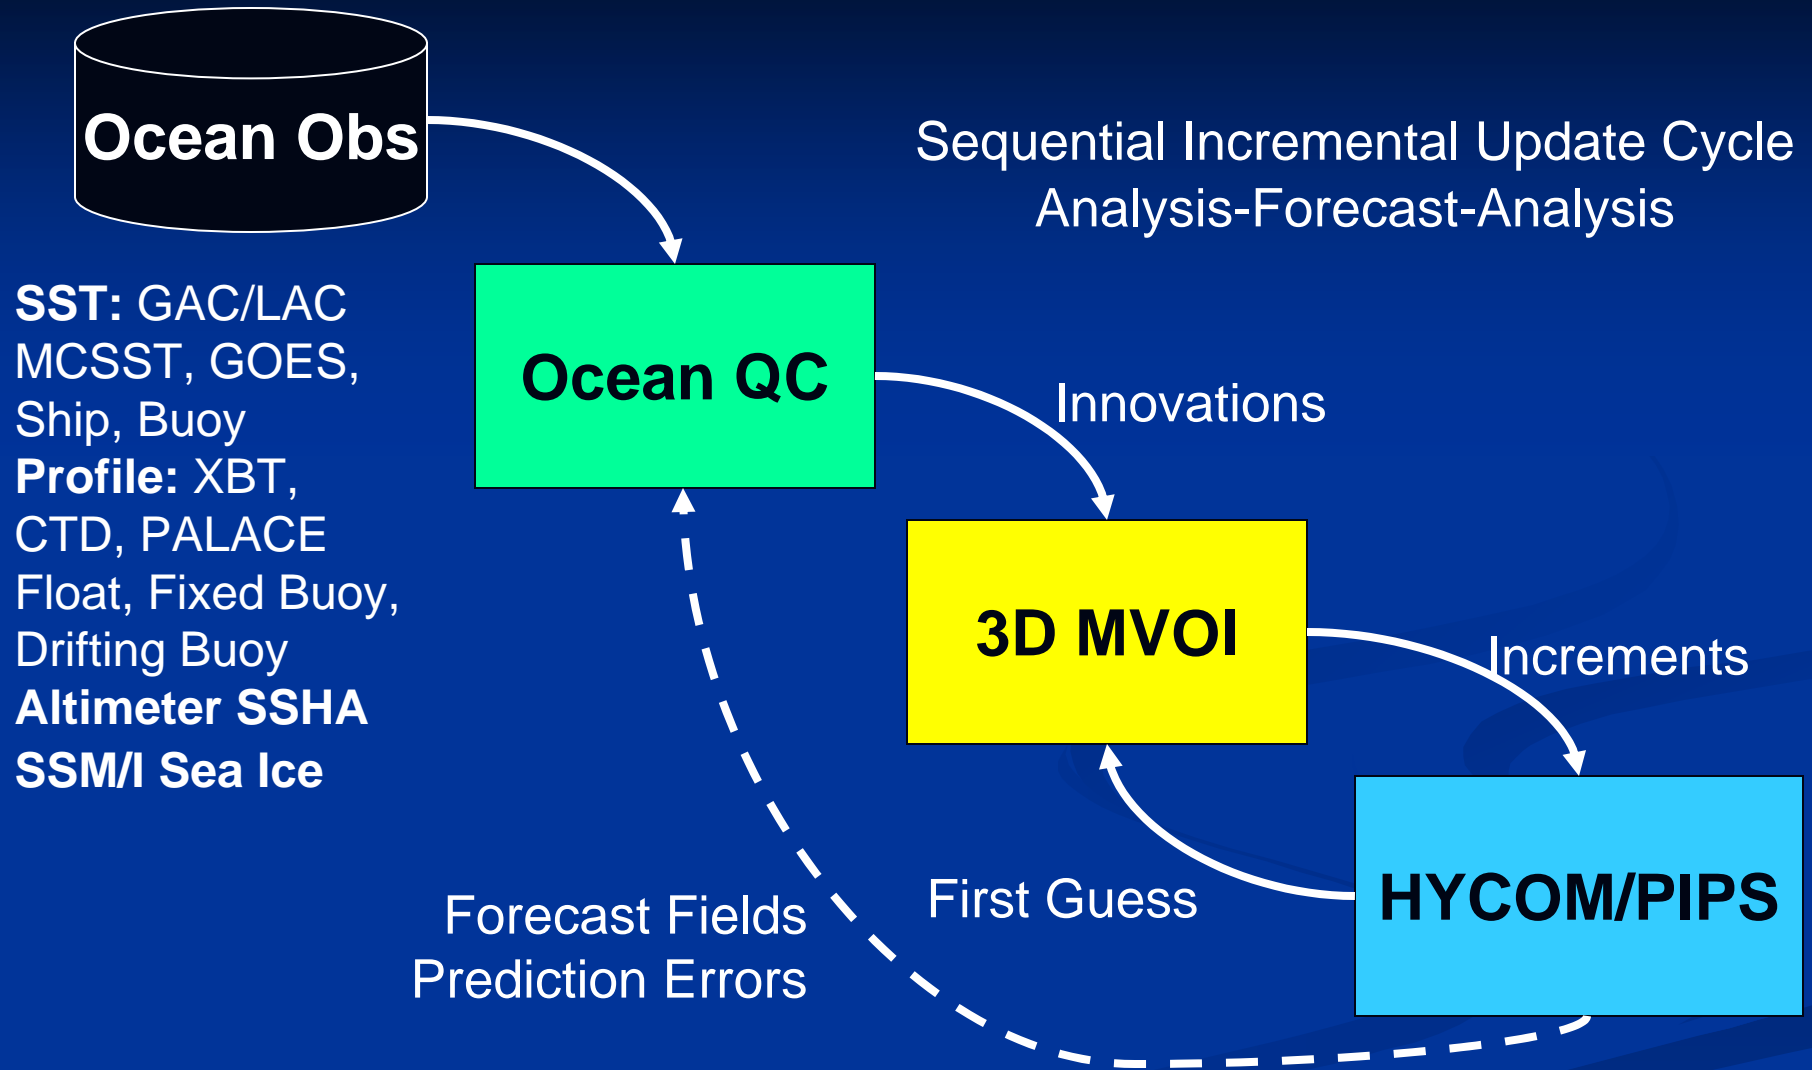 Ocean Obs
Sequential Incremental Update Cycle
Analysis-Forecast-Analysis
SST: GAC/LAC
MCSST, GOES,
Ship, Buoy
Profile: XBT,
CTD, PALACE
Float, Fixed Buoy,
Drifting Buoy
Altimeter SSHA
SSM/I Sea Ice
Ocean QC
Innovations
3D MVOI
Increments
HYCOM/PIPS
First Guess
Forecast Fields
Prediction Errors